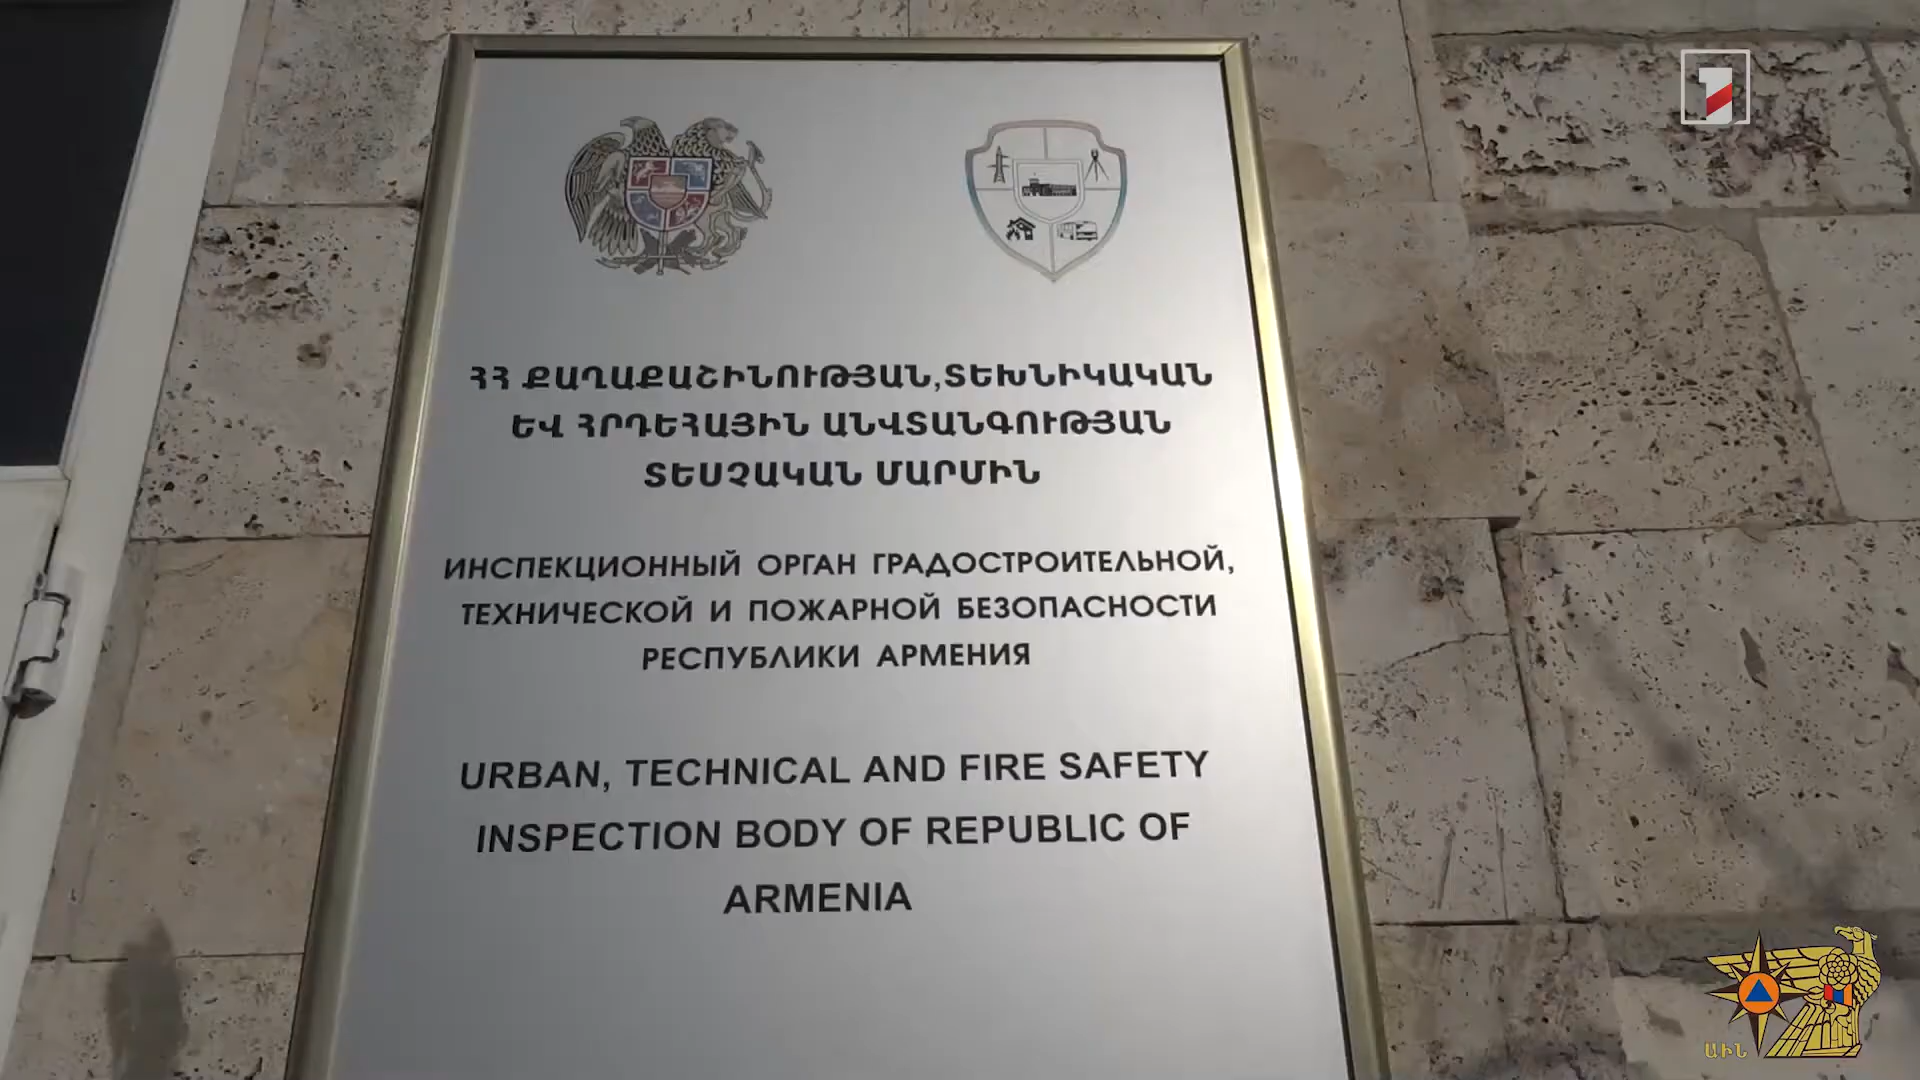 1
ՀՀ ՔԱՂԱՔԱՇԻՆՈՒԹՅԱՆ,ՏԵԽՆԻԿԱԿԱՆ
ԵՎ ՀՐԴԵՀԱՅԻՆ ԱՆՎՏԱՆԳՈՒԹՅԱՆ
ՏԵՍՉԱԿԱՆ ՄԱՐՄԻՆ
ИНСПЕКЦИОННЫЙ ОРГАН ГРАДОСТРОИТЕЛЬНОЙ,
ТЕХНИЧЕСКОЙ И ПОЖАРНОЙ БЕЗОПАСНОСТИ
РЕСПУБЛИКИ АРМЕНИЯ
URBAN, TECHNICAL AND FIRE SAFETY
INSPECTION BODY OF REPUBLIC OF
ARMENIA
ԱԻՆ